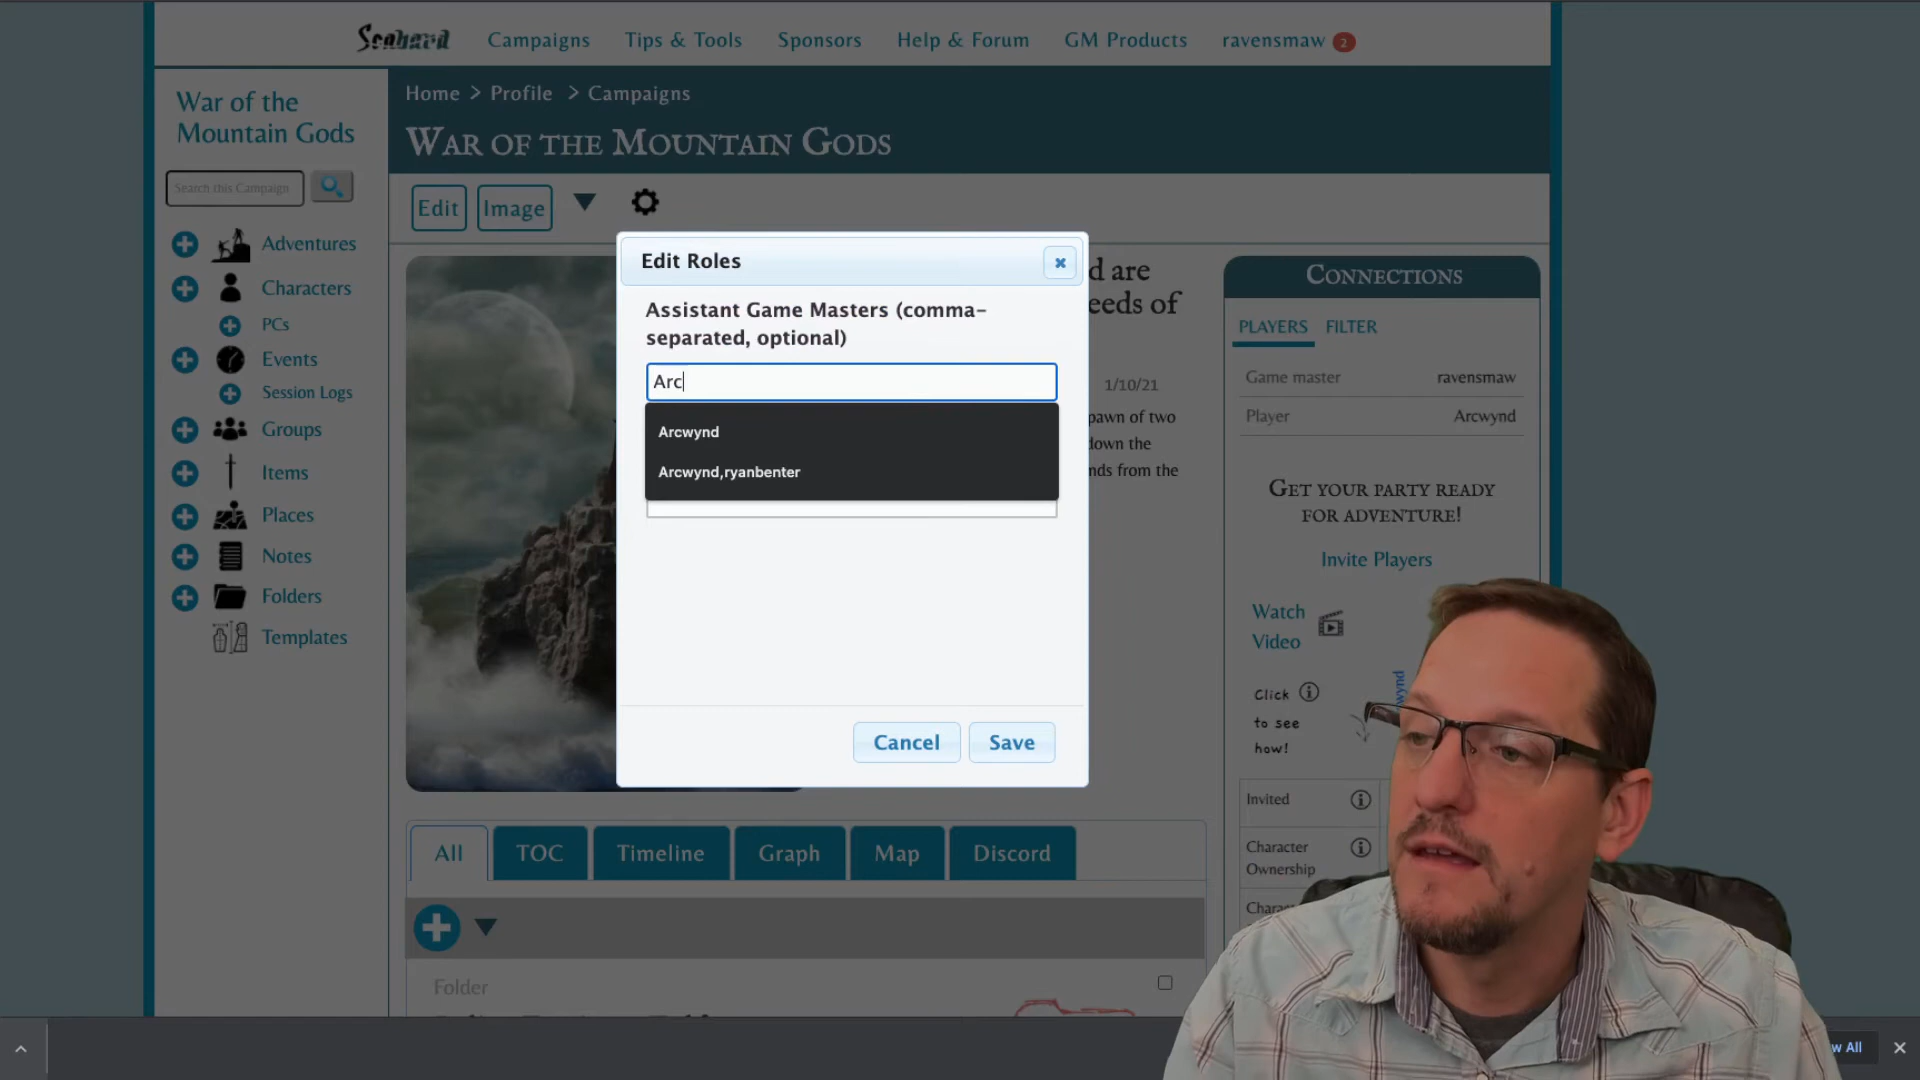 Scabard
Campaigns
Tips & Tools
Sponsors
Help & Forum
GM Products
ravensmaw 2
War of the
Mountain Gods
Search this Campaign
Adventures
Characters
PCs
Events
Session Logs
Groups
Items
Places
Notes
Folders
Templates
Home > Profile > Campaigns
War of the Mountain Gods
Edit
Image
Edit Roles
Assistant Game Masters (comma-
separated, optional)
Arc
Arcwynd
Arcwynd,ryanbenter
Cancel
Save
d are
eeds of
1/10/21
pawn of two
down the
nds from the
Connections
PLAYERS
FILTER
Game master
ravensmaw
Player
Arcwynd
Get your party ready
for adventure!
Invite Players
Watch
Video
Click
to see
how!
wynd
Invited
Character
Ownership
Chara
All
TOC
Timeline
Graph
Map
Discord
Folder
w All